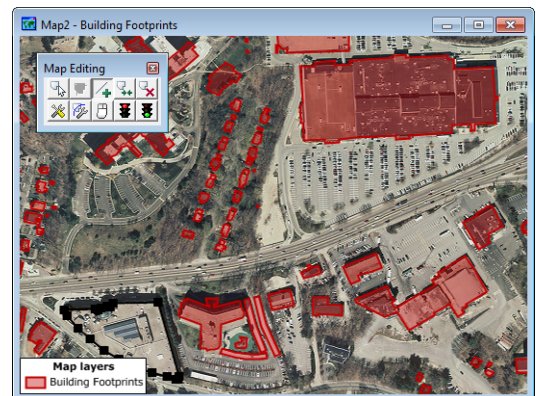 Map2 - Building Footprints
Map Editing
Map layers
Building Footprints